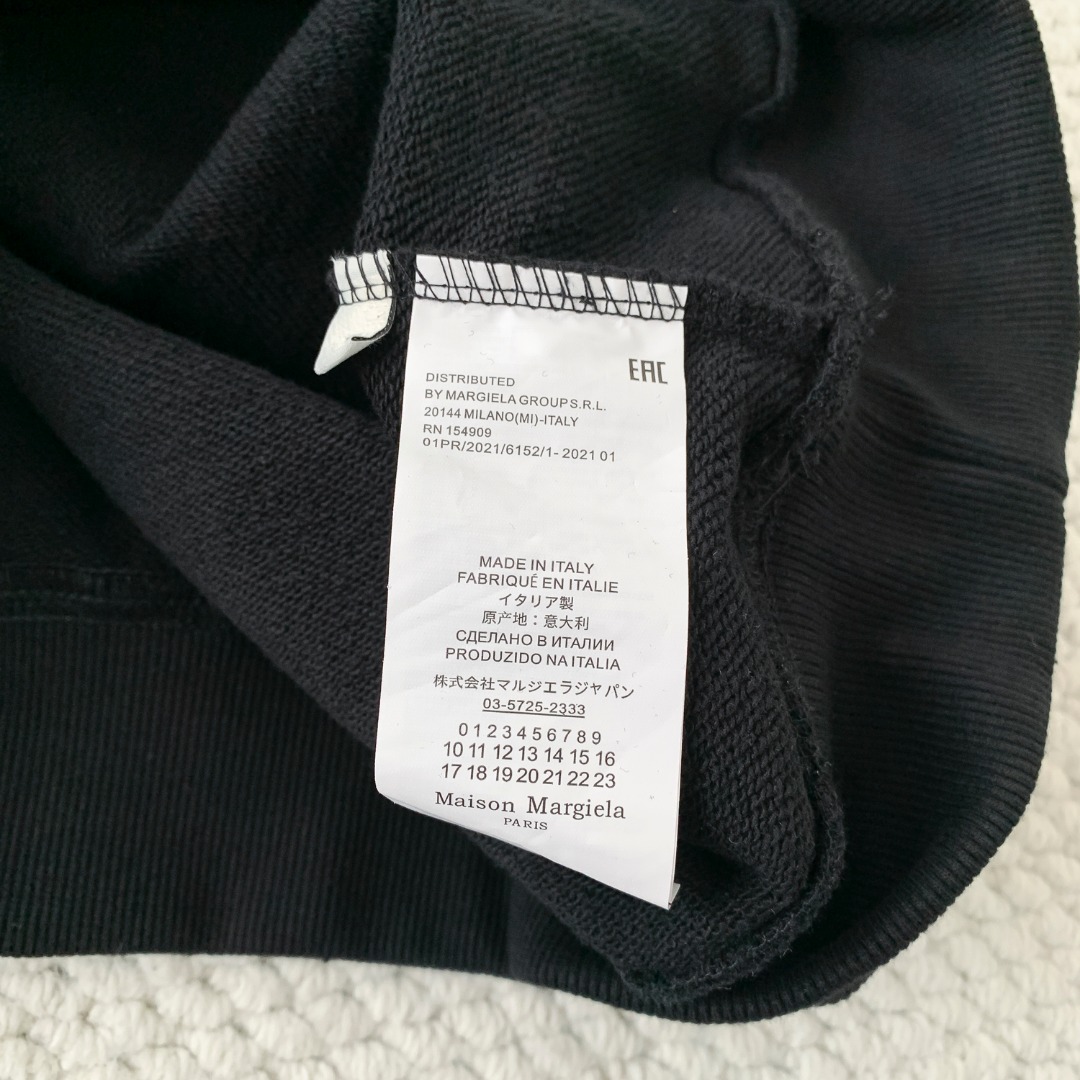 EAC
DISTRIBUTED
BY MARGIELA GROUP S.R.L.
20144 MILANO(MI)-ITALY
RN 154909
01PR/2021/6152/1- 2021 01
MADE IN ITALY
FABRIQUÉ EN ITALIE
イタリア製
原产地：意大利
СДЕЛАНО В ИТАЛИИ
PRODUZIDO NA ITALIA
株式会社マルジエラジャパン
03-5725-2333
0 1 2 3 4 5 6 7 8 9
10 11 12 13 14 15 16
17 18 19 20 21 22 23
Maison Margiela
PARIS